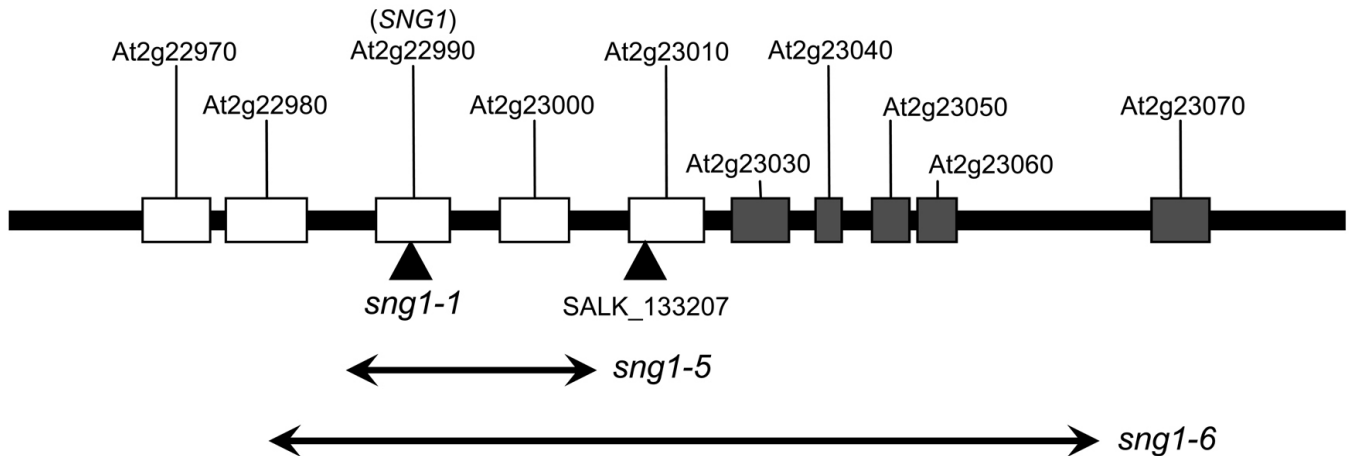 (SNG1)
At2g22970 At2g22990 At2g23010 At2g23040
At2g22980 At2g23000 At2g23050 At2g23070
At2g23030 At2g23060
sng1-1 SALK_133207
sng1-5
sng1-6